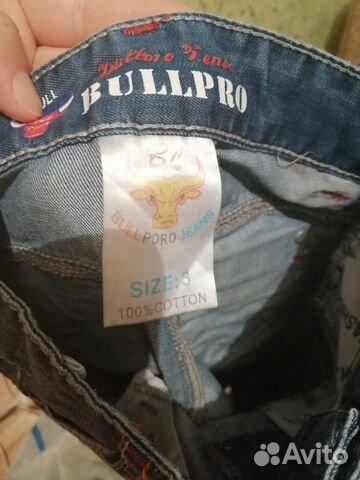 BULLPRO
BULLPORO JEANS
SIZE: 3
100%COTTON
Avito